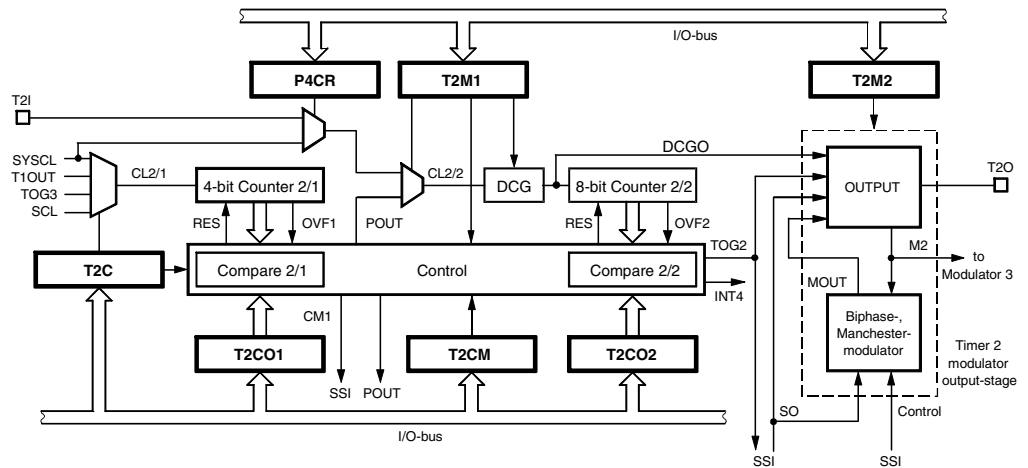 I/O-bus
P4CR
T2M1
T2M2
T2I
DCGO
SYSCL
T1OUT
TOG3
SCL
CL2/1
4-bit Counter 2/1
CL2/2
DCG
8-bit Counter 2/2
OUTPUT
T2O
RES
OVF1
POUT
RES
OVF2
TOG2
M2
to
Modulator 3
T2C
Compare 2/1
Control
Compare 2/2
INT4
MOUT
CM1
Biphase-,
Manchester-
modulator
T2CO1
T2CM
T2CO2
Timer 2
modulator
output-stage
SSI
POUT
SO
Control
I/O-bus
SSI
SSI